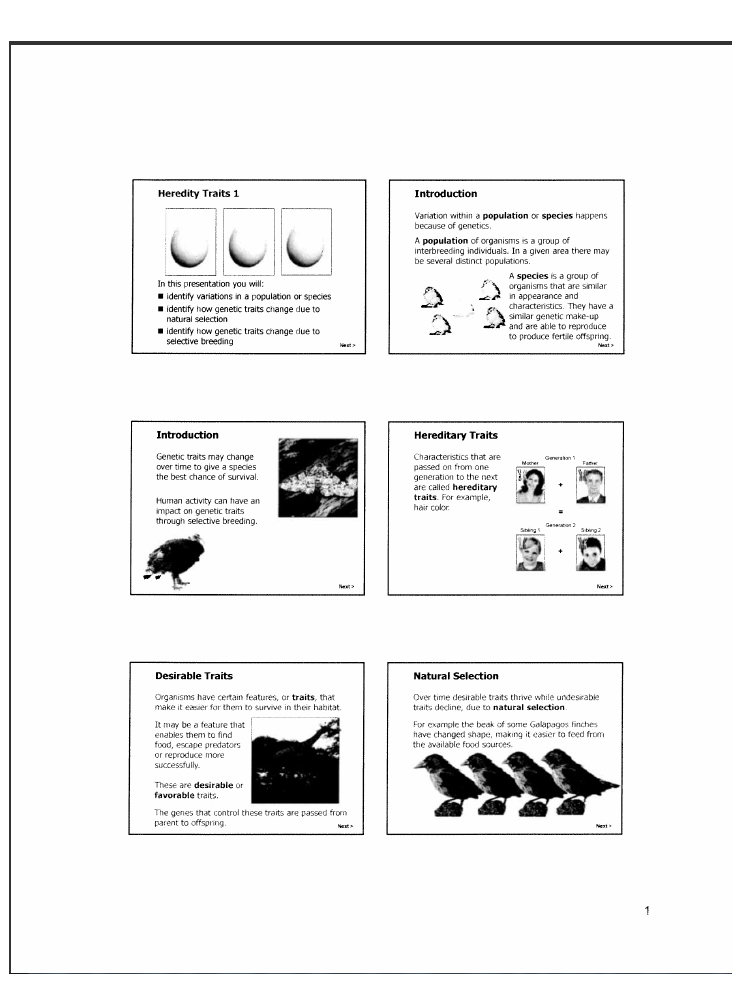 Heredity Traits 1
In this presentation you will:
■ identify variations in a population or species
■ identify how genetic traits change due to
natural selection
■ identify how genetic traits change due to
selective breeding
Next >
Introduction
Variation within a population or species happens
because of genetics.
A population of organisms is a group of
interbreeding individuals. In a given area there may
be several distinct populations.
A species is a group of
organisms that are similar
in appearance and
characteristics. They have a
similar genetic make-up
and are able to reproduce
to produce fertile offspring.
Next >
Introduction
Genetic traits may change
over time to give a species
the best chance of survival.
Human activity can have an
impact on genetic traits
through selective breeding.
Next >
Hereditary Traits
Characteristics that are
passed on from one
generation to the next
are called hereditary
traits. For example,
hair color.
Generation 1
Mother Father
+
=
Generation 2
Sibling 1 Sibling 2
+
Next >
Desirable Traits
Organisms have certain features, or traits, that
make it easier for them to survive in their habitat.
It may be a feature that
enables them to find
food, escape predators
or reproduce more
successfully.
These are desirable or
favorable traits.
The genes that control these traits are passed from
parent to offspring.
Next >
Natural Selection
Over time desirable traits thrive while undesirable
traits decline, due to natural selection.
For example the beak of some Galapagos finches
have changed shape, making it easier to feed from
the available food sources.
Next >
1